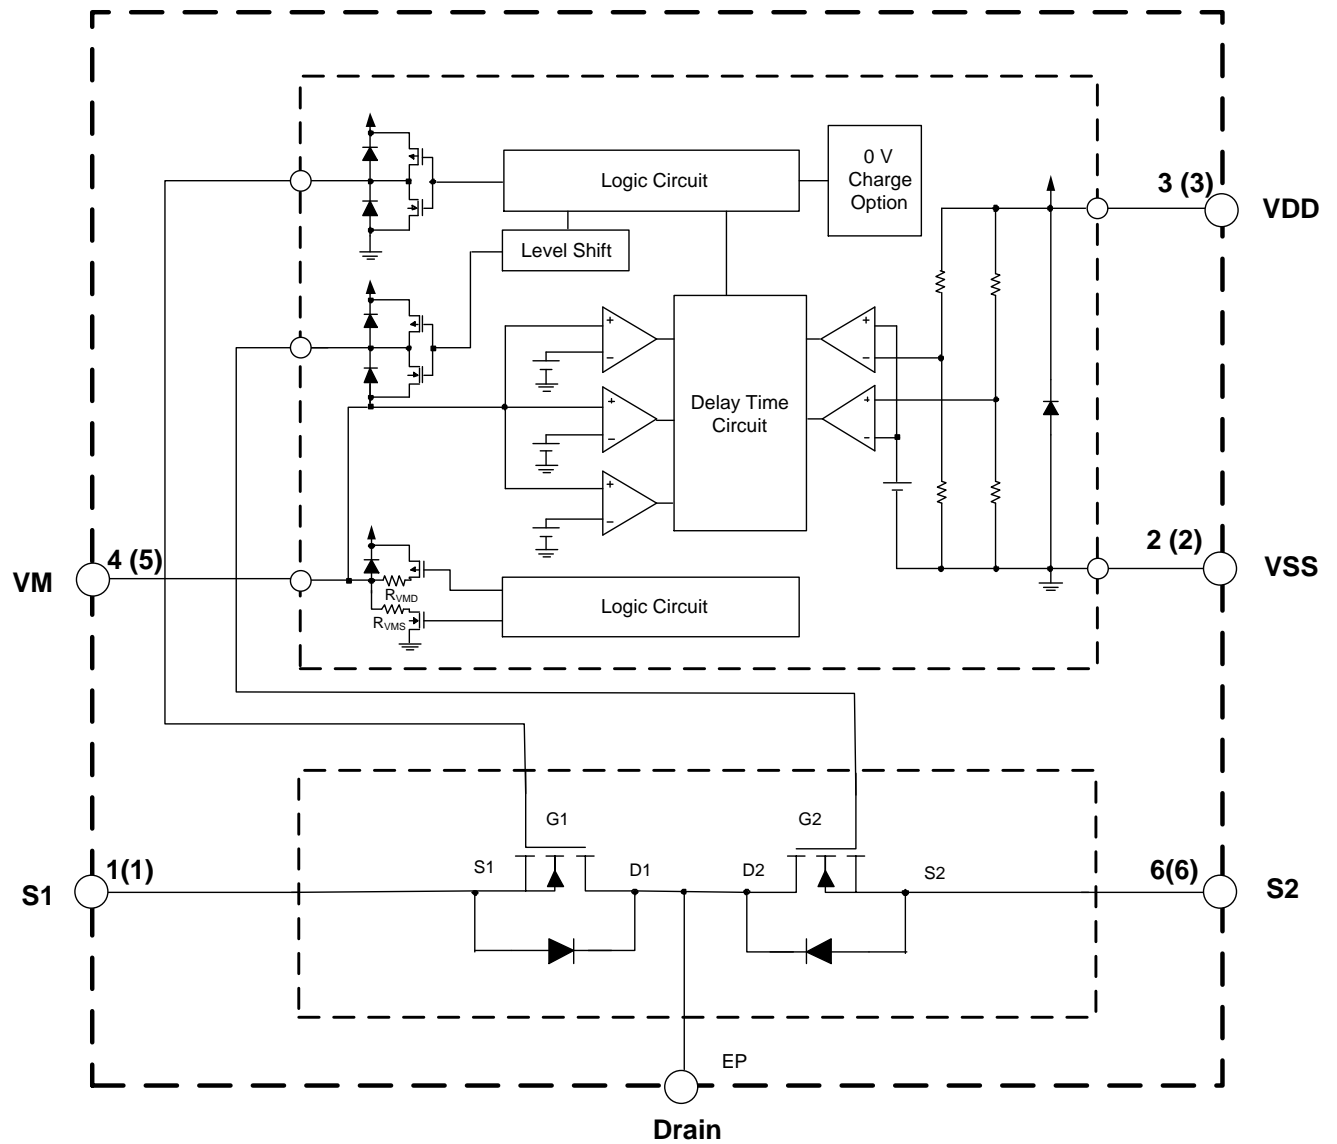 0 V
Charge
Option
Logic Circuit
3 (3)
VDD
Level Shift
+
−
+
−
Delay Time
Circuit
+
−
+
−
+
−
2 (2)
VSS
4 (5)
VM
RVMD
RVMS
Logic Circuit
G1
G2
S1
D1
D2
S2
1(1)
S1
6(6)
S2
EP
Drain